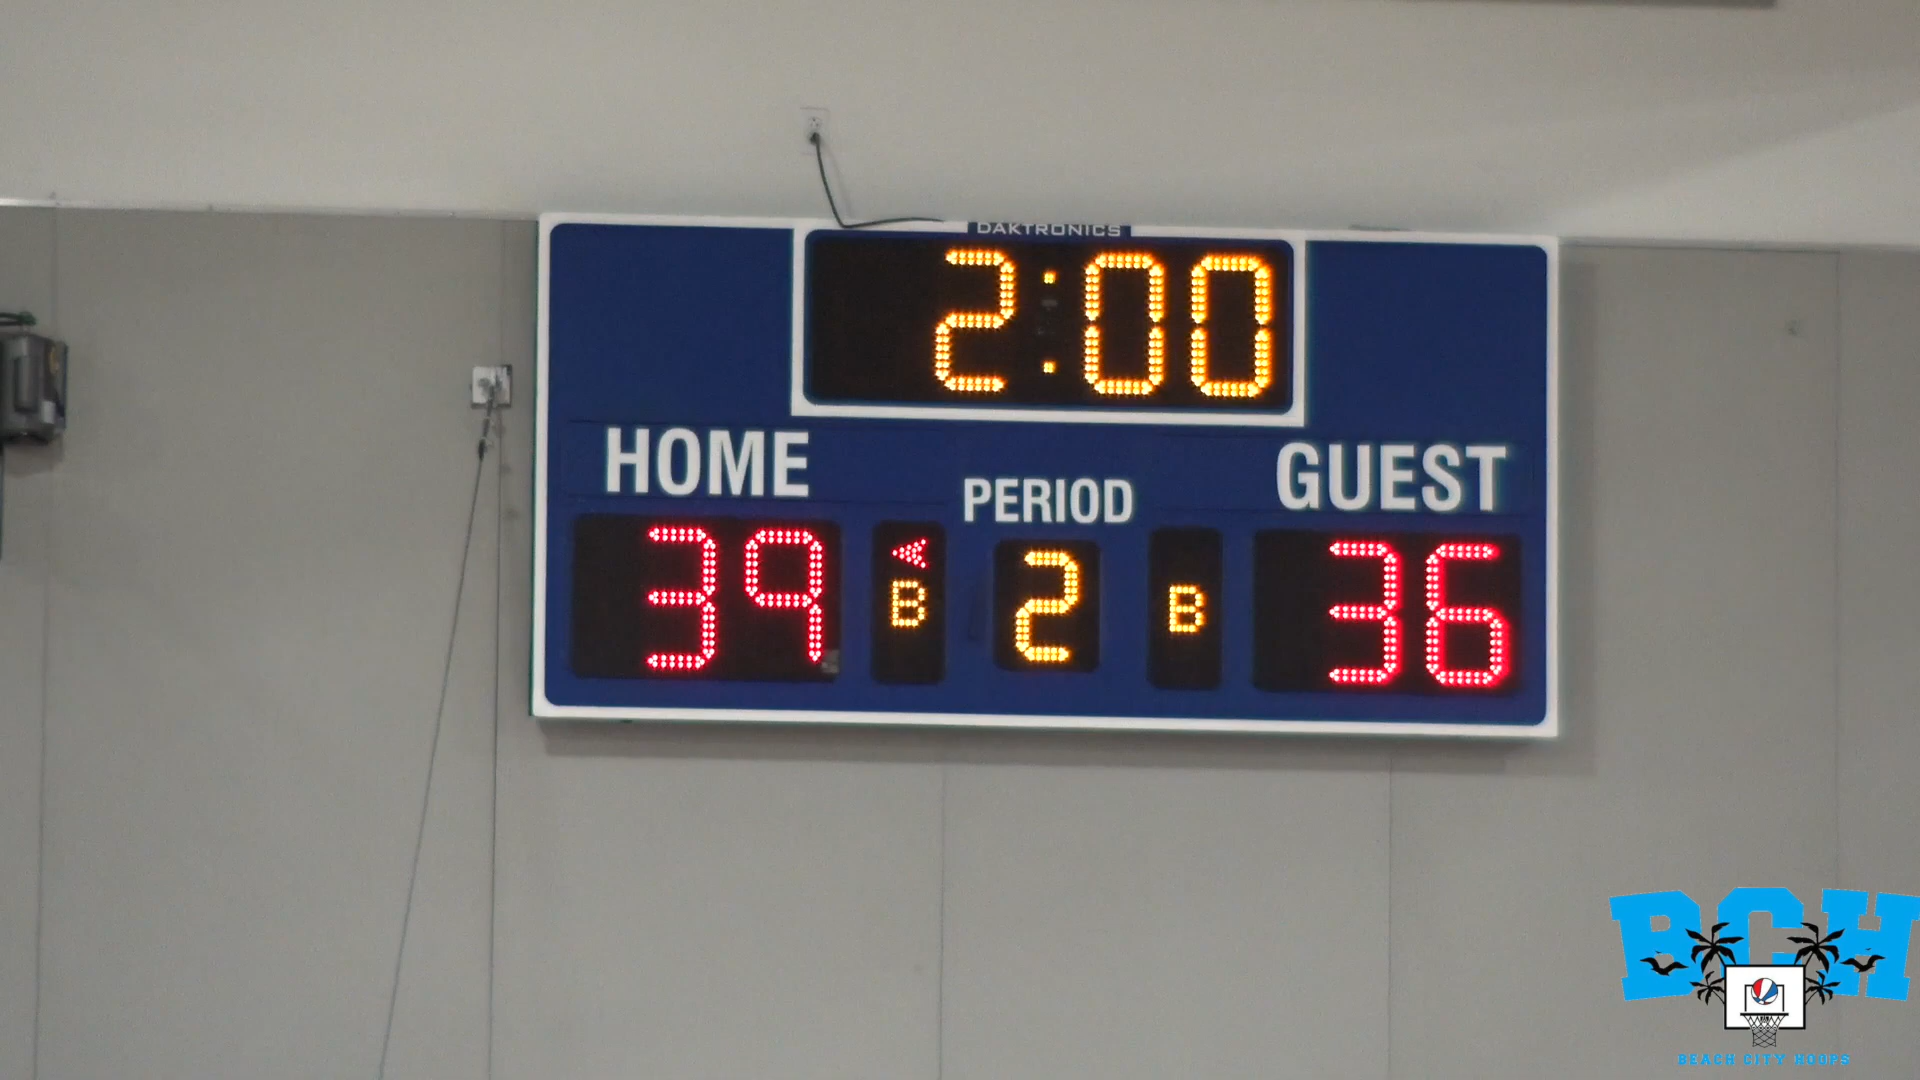 DAKTRONICS
2:00
HOME
PERIOD
GUEST
39
B
2
B
36
BCH
BEACH CITY HOOPS